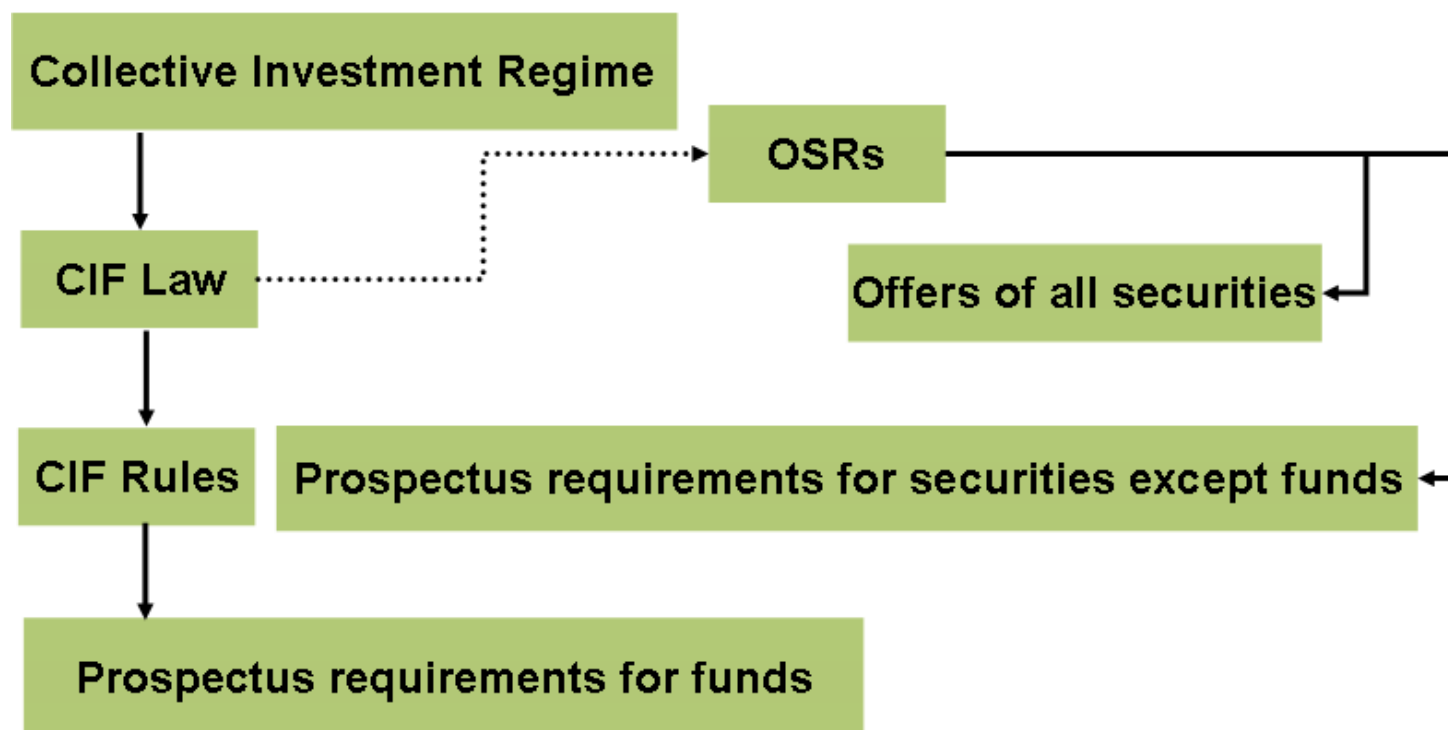 Collective Investment Regime
OSRs
CIF Law
Offers of all securities
CIF Rules
Prospectus requirements for securities except funds
Prospectus requirements for funds